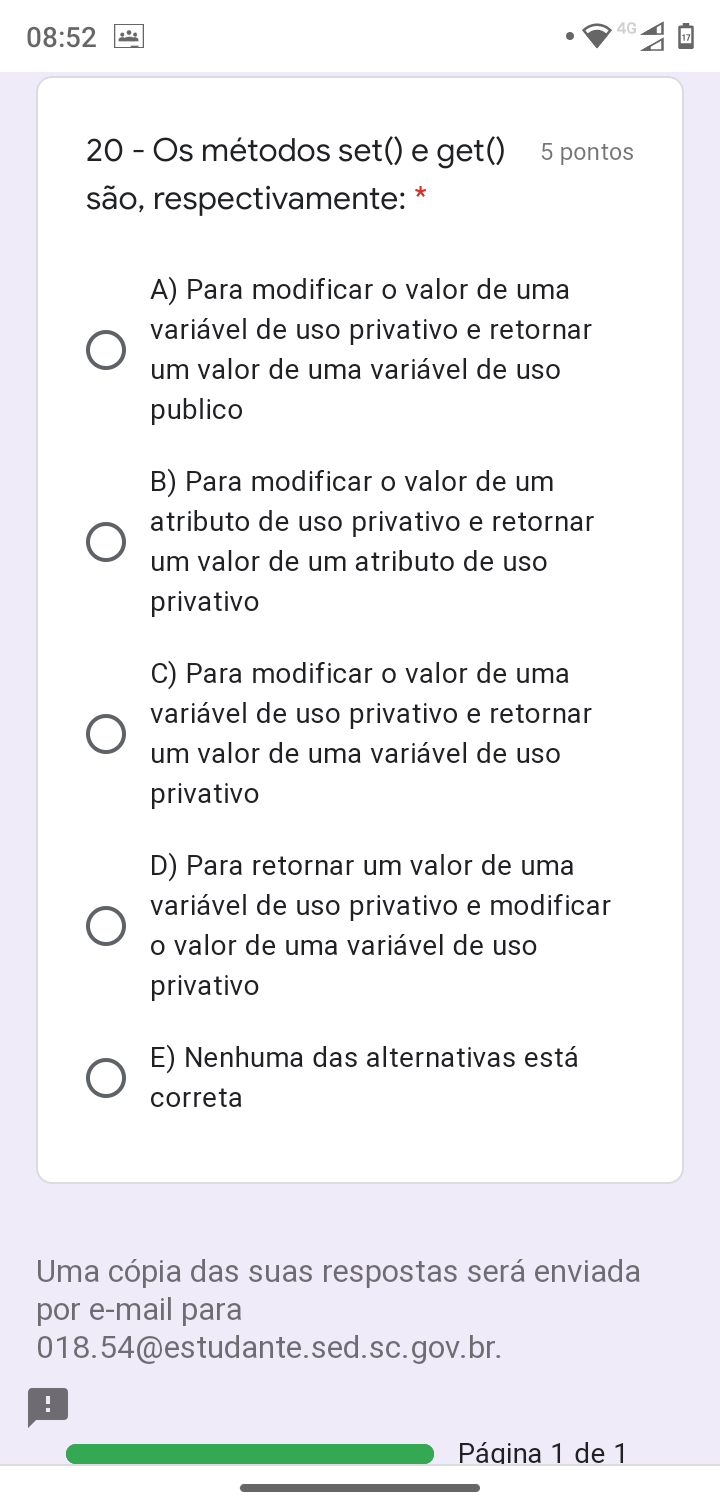 08:52
4G
17
20 - Os métodos set() e get()
5 pontos
são, respectivamente: *
A) Para modificar o valor de uma
variável de uso privativo e retornar
um valor de uma variável de uso
publico
B) Para modificar o valor de um
atributo de uso privativo e retornar
um valor de um atributo de uso
privativo
C) Para modificar o valor de uma
variável de uso privativo e retornar
um valor de uma variável de uso
privativo
D) Para retornar um valor de uma
variável de uso privativo e modificar
o valor de uma variável de uso
privativo
E) Nenhuma das alternativas está
correta
Uma cópia das suas respostas será enviada
por e-mail para
018.54@estudante.sed.sc.gov.br.
Página 1 de 1